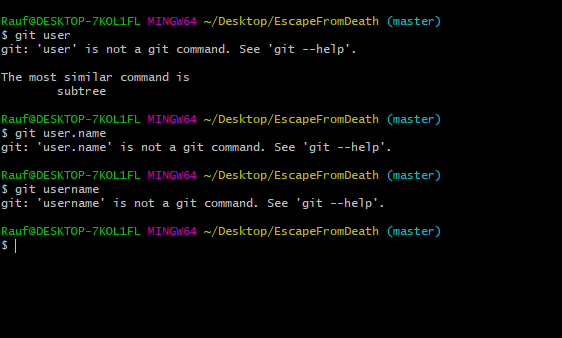 Rauf@DESKTOP-7KOL1FL MINGW64 ~/Desktop/EscapeFromDeath (master)
$ git user
git: 'user' is not a git command. See 'git --help'.
The most similar command is
subtree
Rauf@DESKTOP-7KOL1FL MINGW64 ~/Desktop/EscapeFromDeath (master)
$ git user.name
git: 'user.name' is not a git command. See 'git --help'.
Rauf@DESKTOP-7KOL1FL MINGW64 ~/Desktop/EscapeFromDeath (master)
$ git username
git: 'username' is not a git command. See 'git --help'.
Rauf@DESKTOP-7KOL1FL MINGW64 ~/Desktop/EscapeFromDeath (master)
$